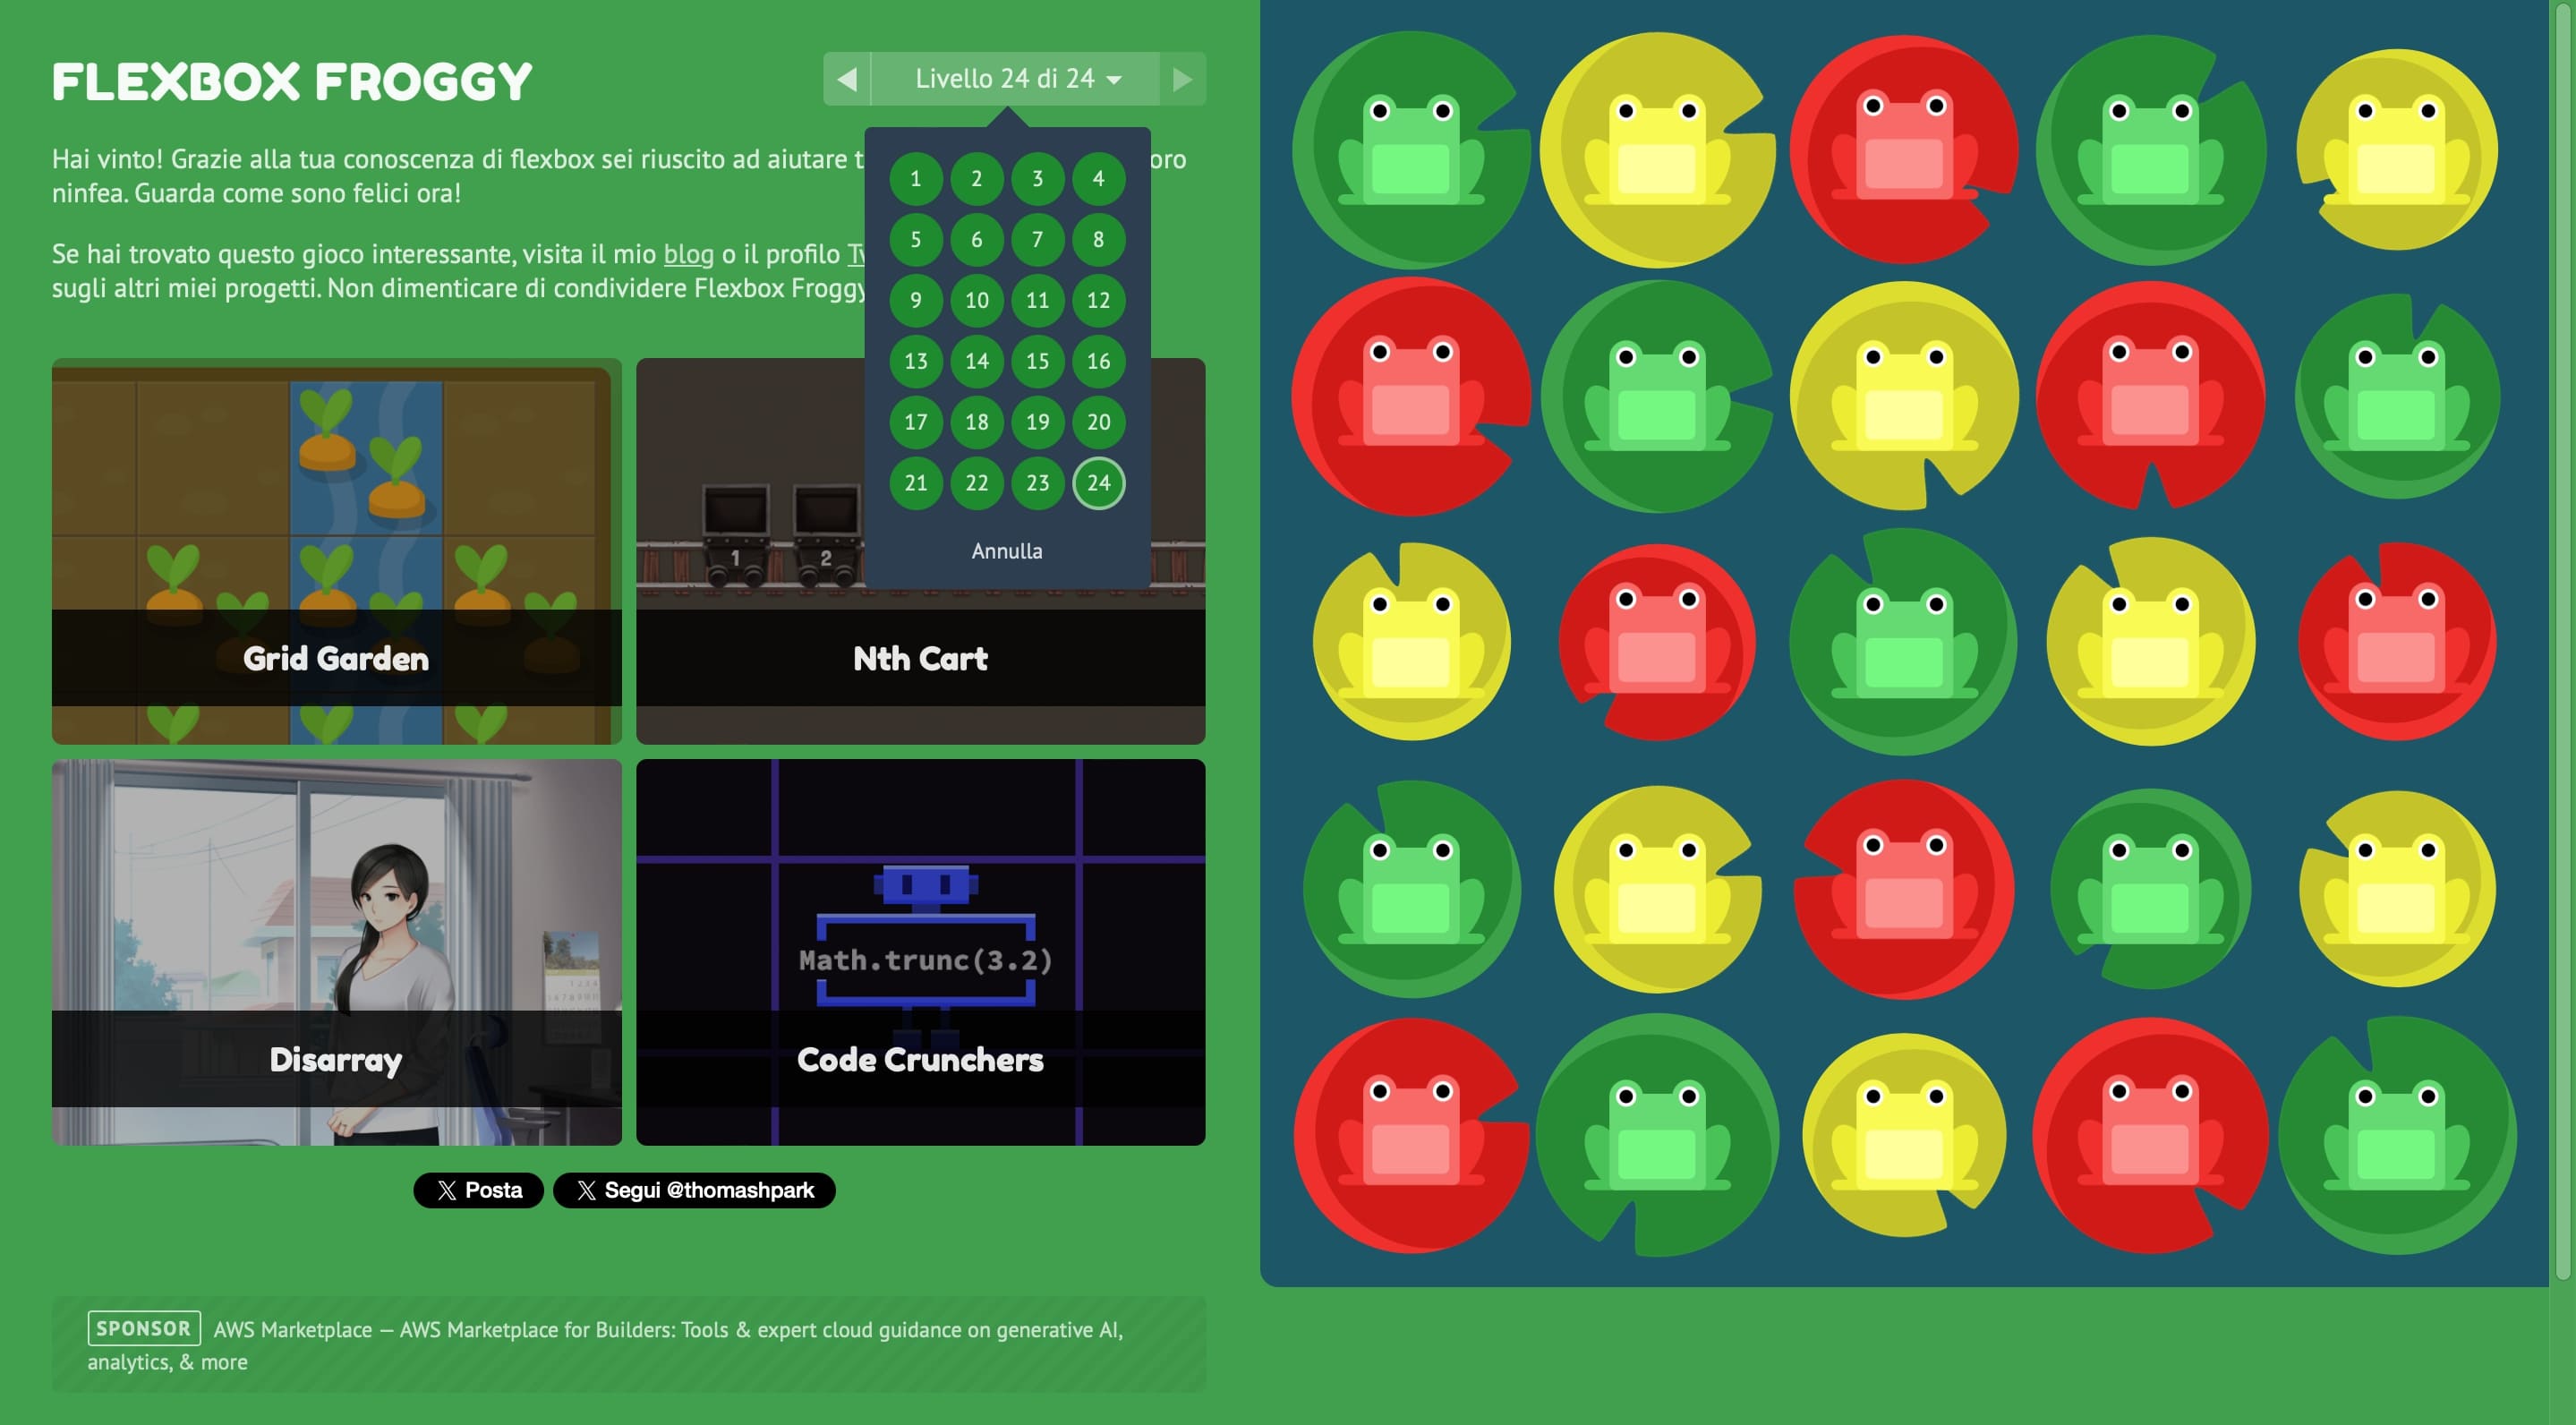 FLEXBOX FROGGY
Livello 24 di 24
Hai vinto! Grazie alla tua conoscenza di flexbox sei riuscito ad aiutare
ninfea. Guarda come sono felici ora!
Se hai trovato questo gioco interessante, visita il mio blog o il profilo
sugli altri miei progetti. Non dimenticare di condividere Flexbox Froggy
1 2 3 4
5 6 7 8
9 10 11 12
13 14 15 16
17 18 19 20
21 22 23 24
Annulla
1 2
Grid Garden
Nth Cart
Math.trunc(3.2)
Disarray
Code Crunchers
Posta
Segui @thomashpark
SPONSOR AWS Marketplace — AWS Marketplace for Builders: Tools & expert cloud guidance on generative AI,
analytics, & more